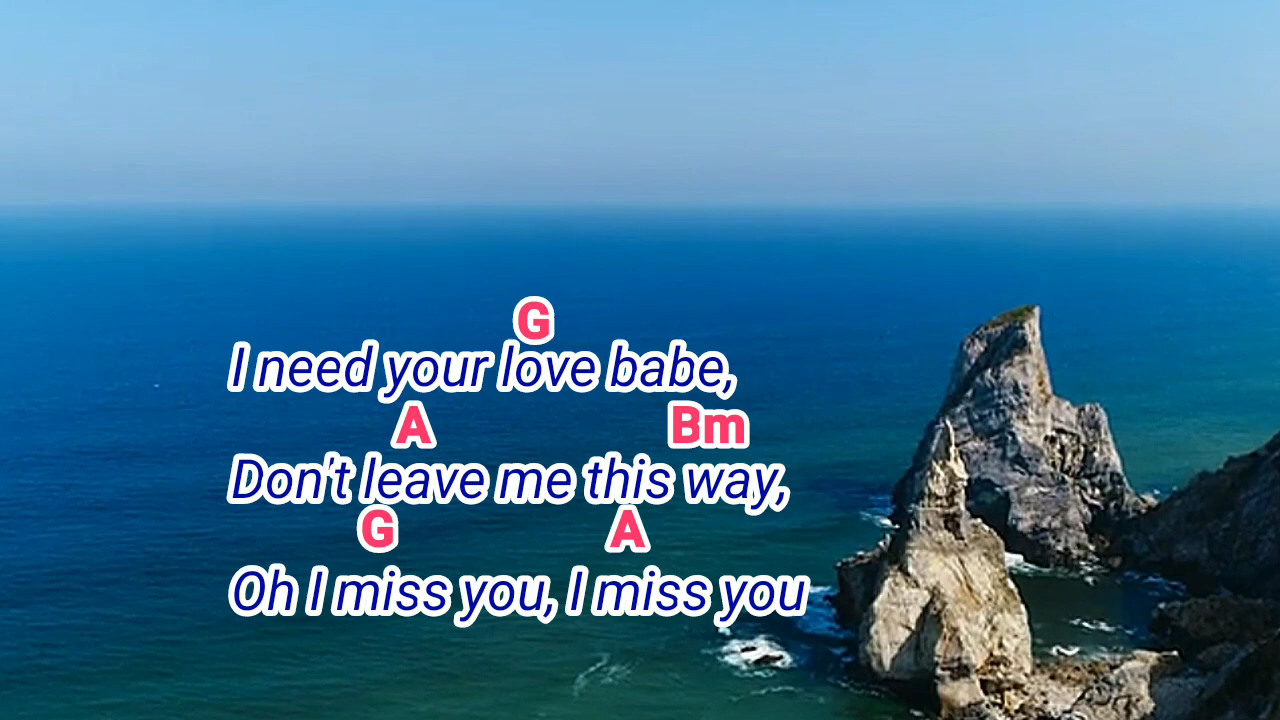 G
I need your love babe,
A Bm
Don't leave me this way,
G A
Oh I miss you, I miss you